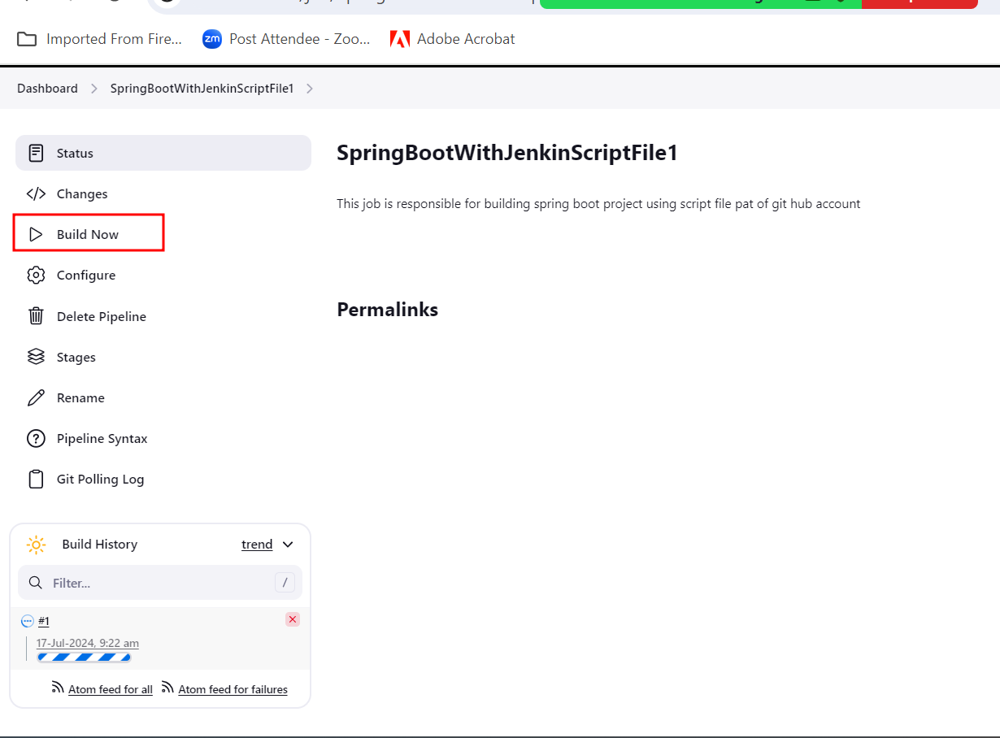 Imported From Fire... zm Post Attendee - Zoo... Adobe Acrobat
Dashboard SpringBootWithJenkinScriptFile1
Status
Changes
Build Now
Configure
Delete Pipeline
Stages
Rename
Pipeline Syntax
Git Polling Log
SpringBootWithJenkinScriptFile1
This job is responsible for building spring boot project using script file pat of git hub account
Permalinks
Build History trend
Filter... /
#1
17-Jul-2024, 9:22 am
Atom feed for all Atom feed for failures